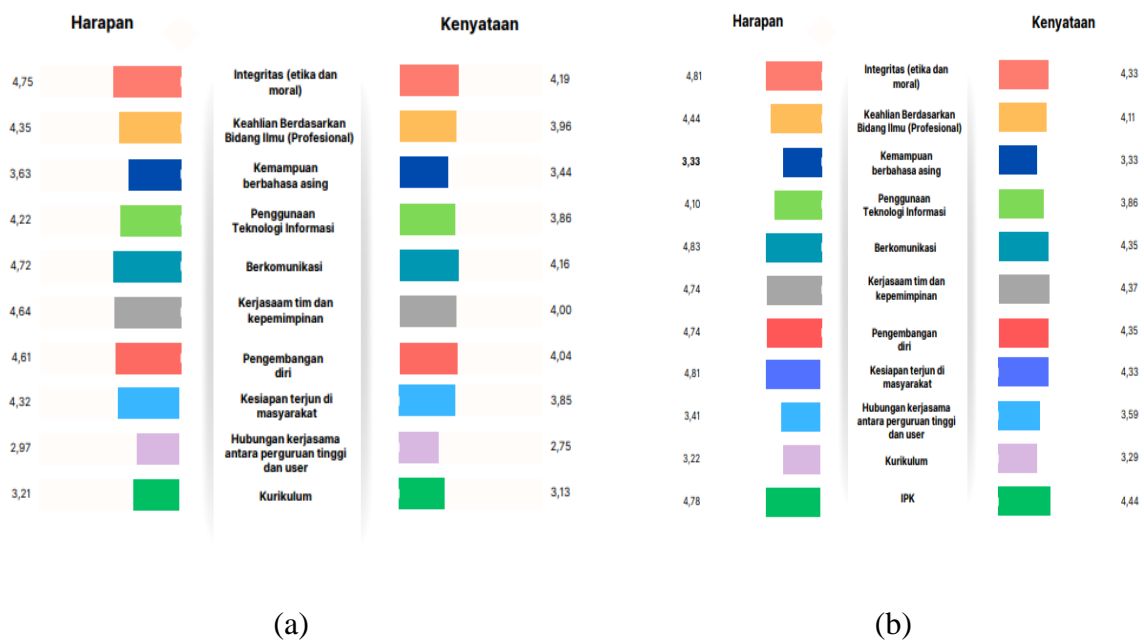 Harapan
Kenyataan
4,75
Integritas (etika dan
moral)
4,19
4,35
Keahlian Berdasarkan
Bidang Ilmu (Profesional)
3,96
3,63
Kemampuan
berbahasa asing
3,44
4,22
Penggunaan
Teknologi Informasi
3,86
4,72
Berkomunikasi
4,16
4,64
Kerjasaam tim dan
kepemimpinan
4,00
4,61
Pengembangan
diri
4,04
4,32
Kesiapan terjun di
masyarakat
3,85
2,97
Hubungan kerjasama
antara perguruan tinggi
dan user
2,75
3,21
Kurikulum
3,13
(a)
Harapan
Kenyataan
4,81
Integritas (etika dan
moral)
4,33
4,44
Keahlian Berdasarkan
Bidang Ilmu (Profesional)
4,11
3,33
Kemampuan
berbahasa asing
3,33
4,10
Penggunaan
Teknologi Informasi
3,86
4,83
Berkomunikasi
4,35
4,74
Kerjasaam tim dan
kepemimpinan
4,37
4,74
Pengembangan
diri
4,35
4,81
Kesiapan terjun di
masyarakat
4,33
3,41
Hubungan kerjasama
antara perguruan tinggi
dan user
3,59
3,22
Kurikulum
3,29
4,78
IPK
4,44
(b)